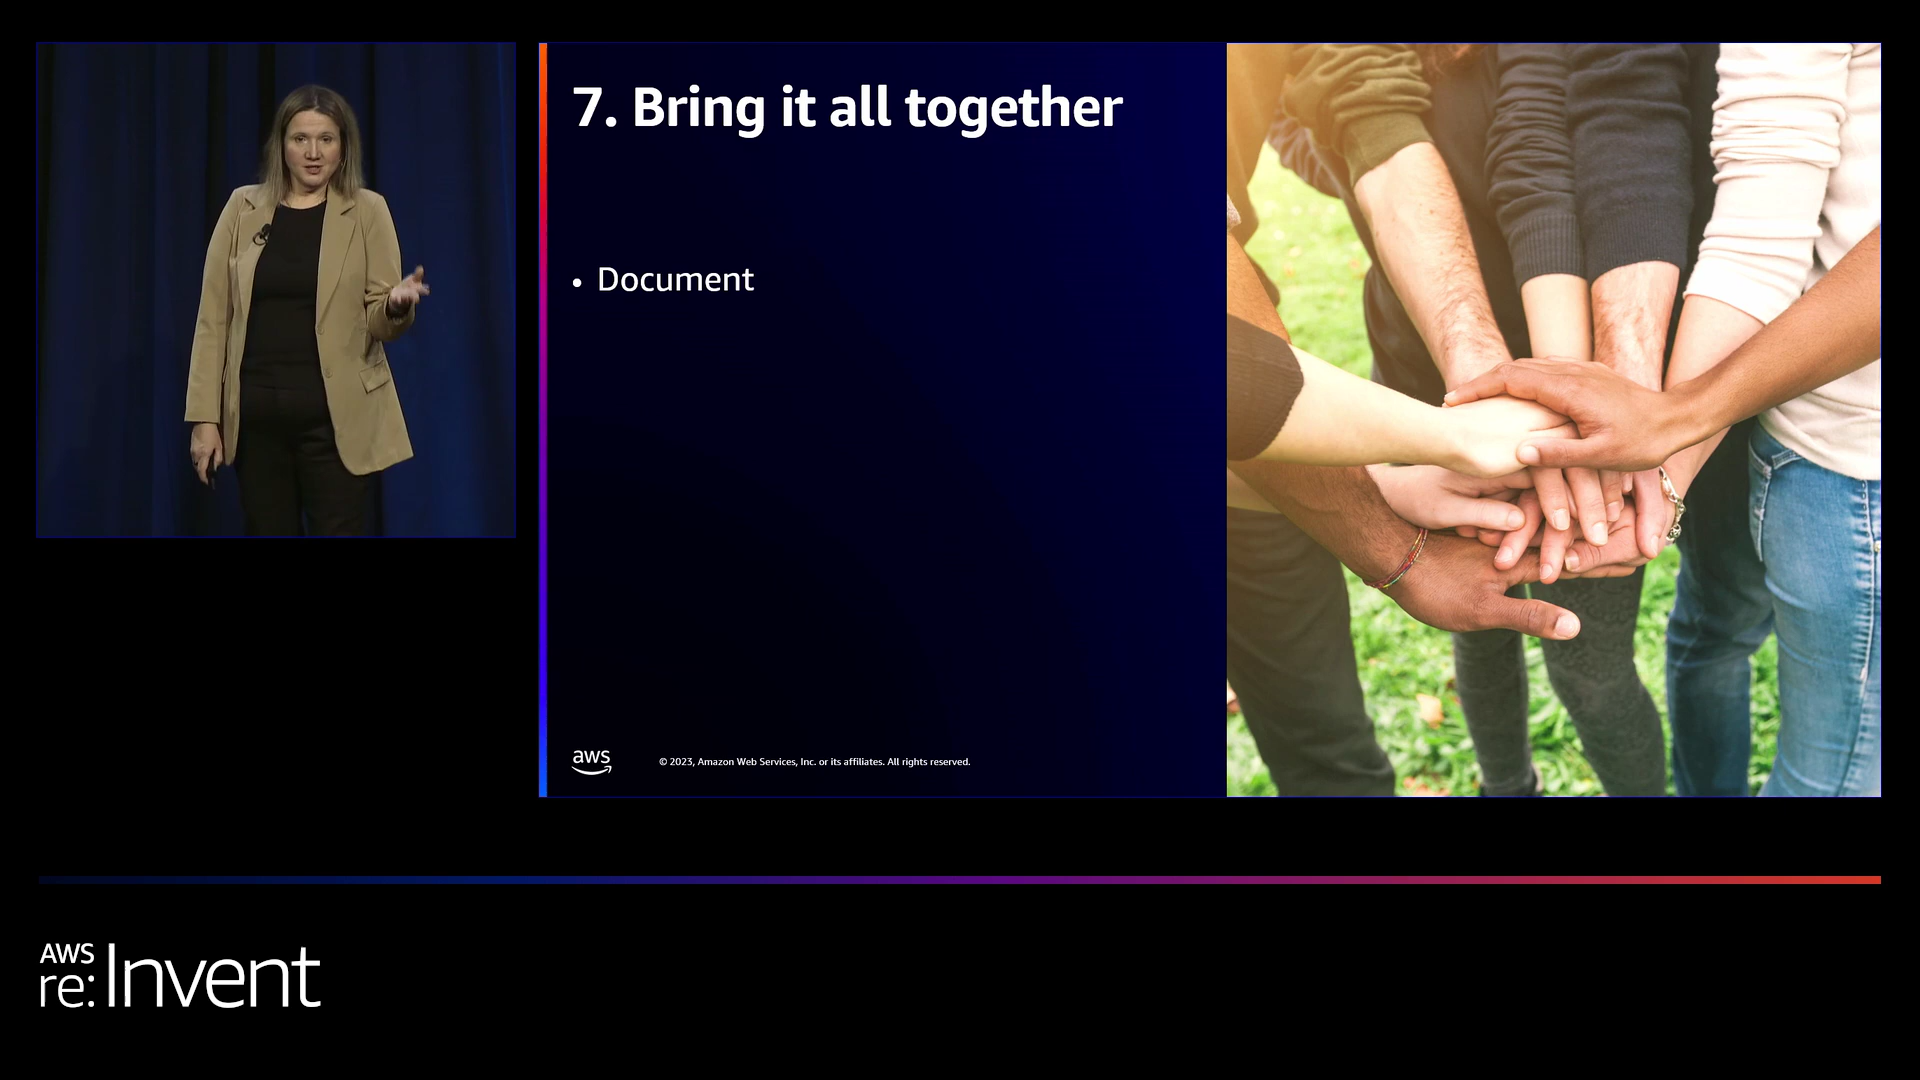 7. Bring it all together
• Document
aws
© 2023, Amazon Web Services, Inc. or its affiliates. All rights reserved.
AWS
re:Invent